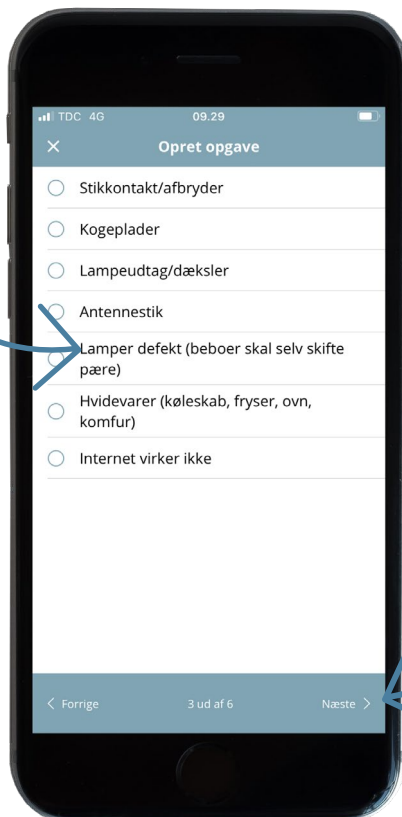 TDC 4G 09.29
× Opret opgave
Stikkontakt/afbryder
Kogeplader
Lampeudtag/dæksler
Antennestik
Lamper defekt (beboer skal selv skifte
pære)
Hvidevarer (køleskab, fryser, ovn,
komfur)
Internet virker ikke
< Forrige 3 ud af 6 Næste >